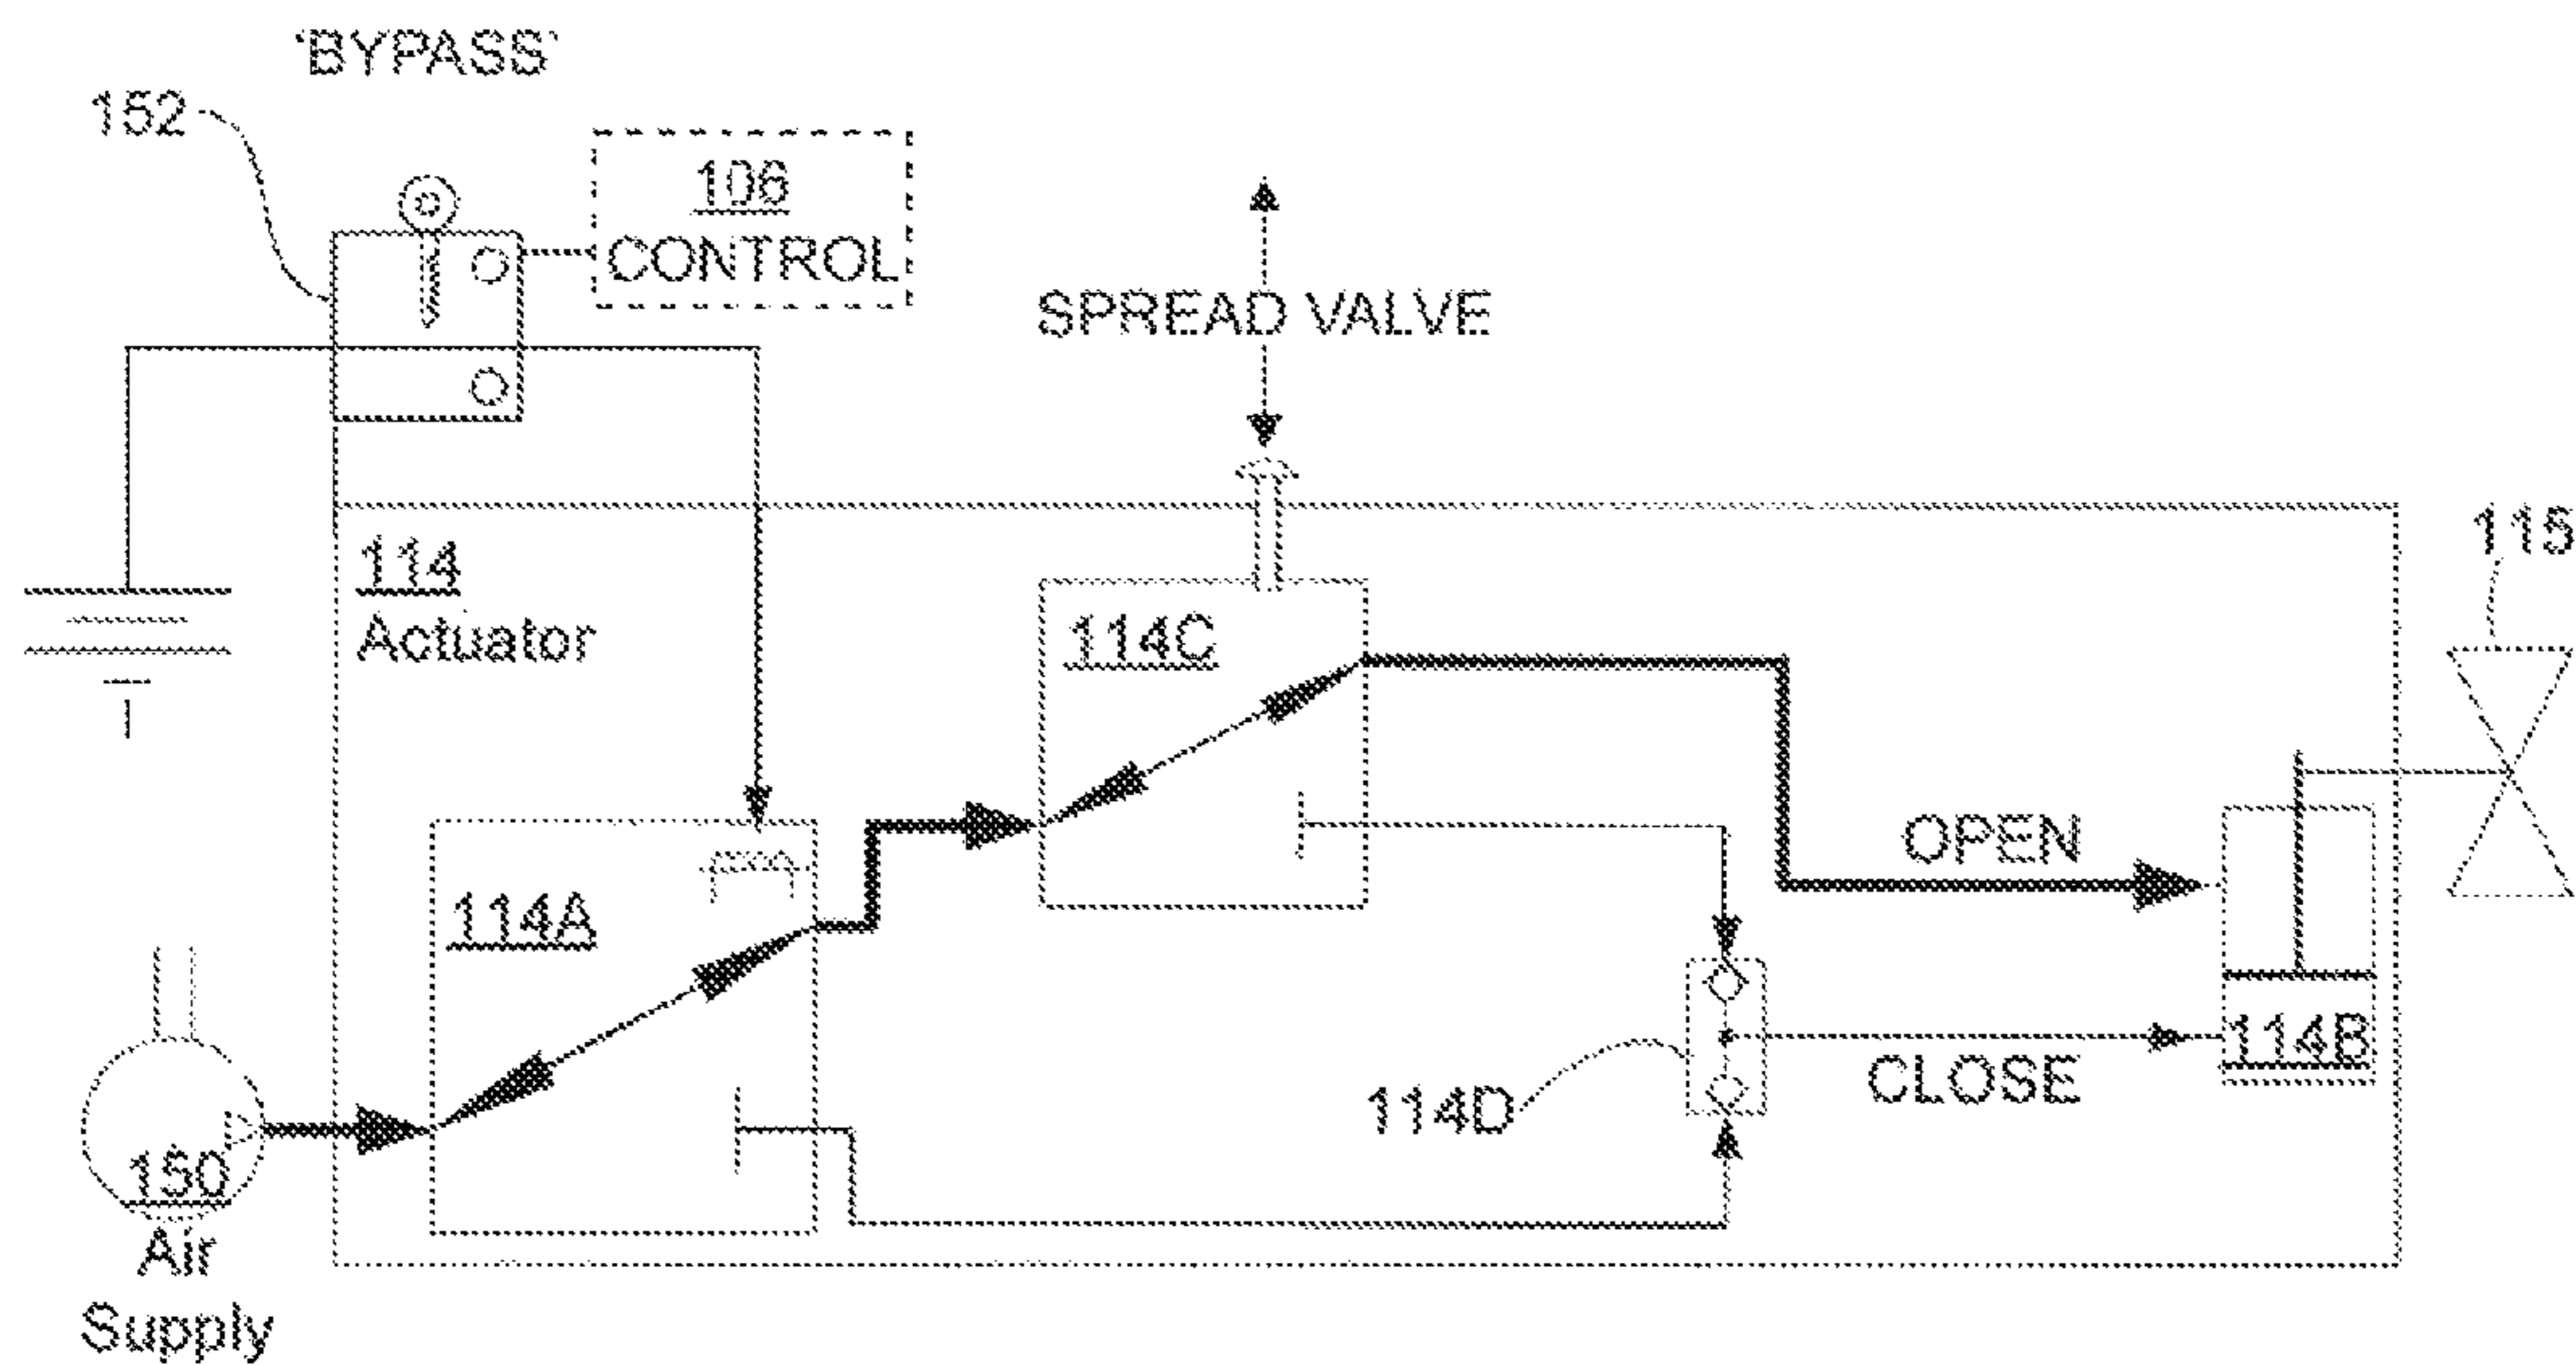 'BYPASS'
152
106
CONTROL
SPREAD VALVE
114
Actuator
115
114C
114A
OPEN
114B
CLOSE
114D
150
Air
Supply